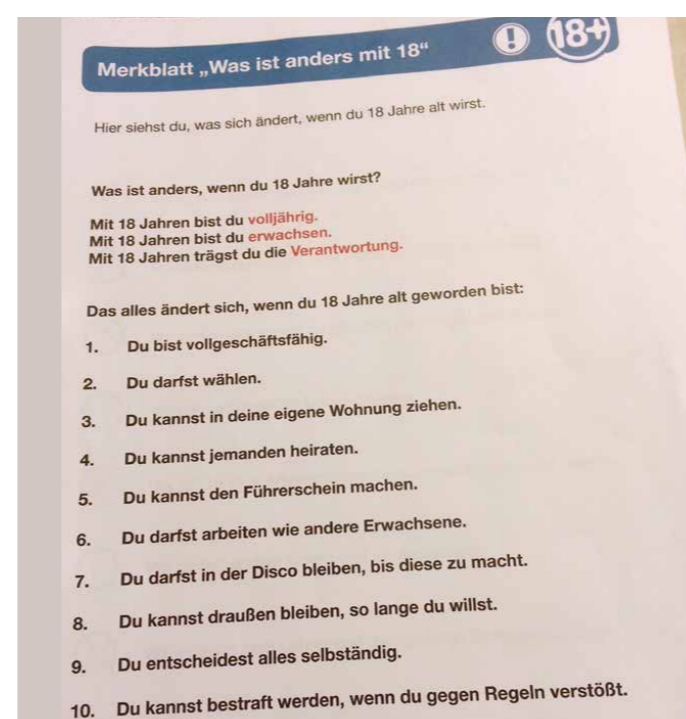 Merkblatt „Was ist anders mit 18“
! 18+
Hier siehst du, was sich ändert, wenn du 18 Jahre alt wirst.
Was ist anders, wenn du 18 Jahre wirst?
Mit 18 Jahren bist du volljährig.
Mit 18 Jahren bist du erwachsen.
Mit 18 Jahren trägst du die Verantwortung.
Das alles ändert sich, wenn du 18 Jahre alt geworden bist:
1. Du bist vollgeschäftsfähig.
2. Du darfst wählen.
3. Du kannst in deine eigene Wohnung ziehen.
4. Du kannst jemanden heiraten.
5. Du kannst den Führerschein machen.
6. Du darfst arbeiten wie andere Erwachsene.
7. Du darfst in der Disco bleiben, bis diese zu macht.
8. Du kannst draußen bleiben, so lange du willst.
9. Du entscheidest alles selbständig.
10. Du kannst bestraft werden, wenn du gegen Regeln verstößt.